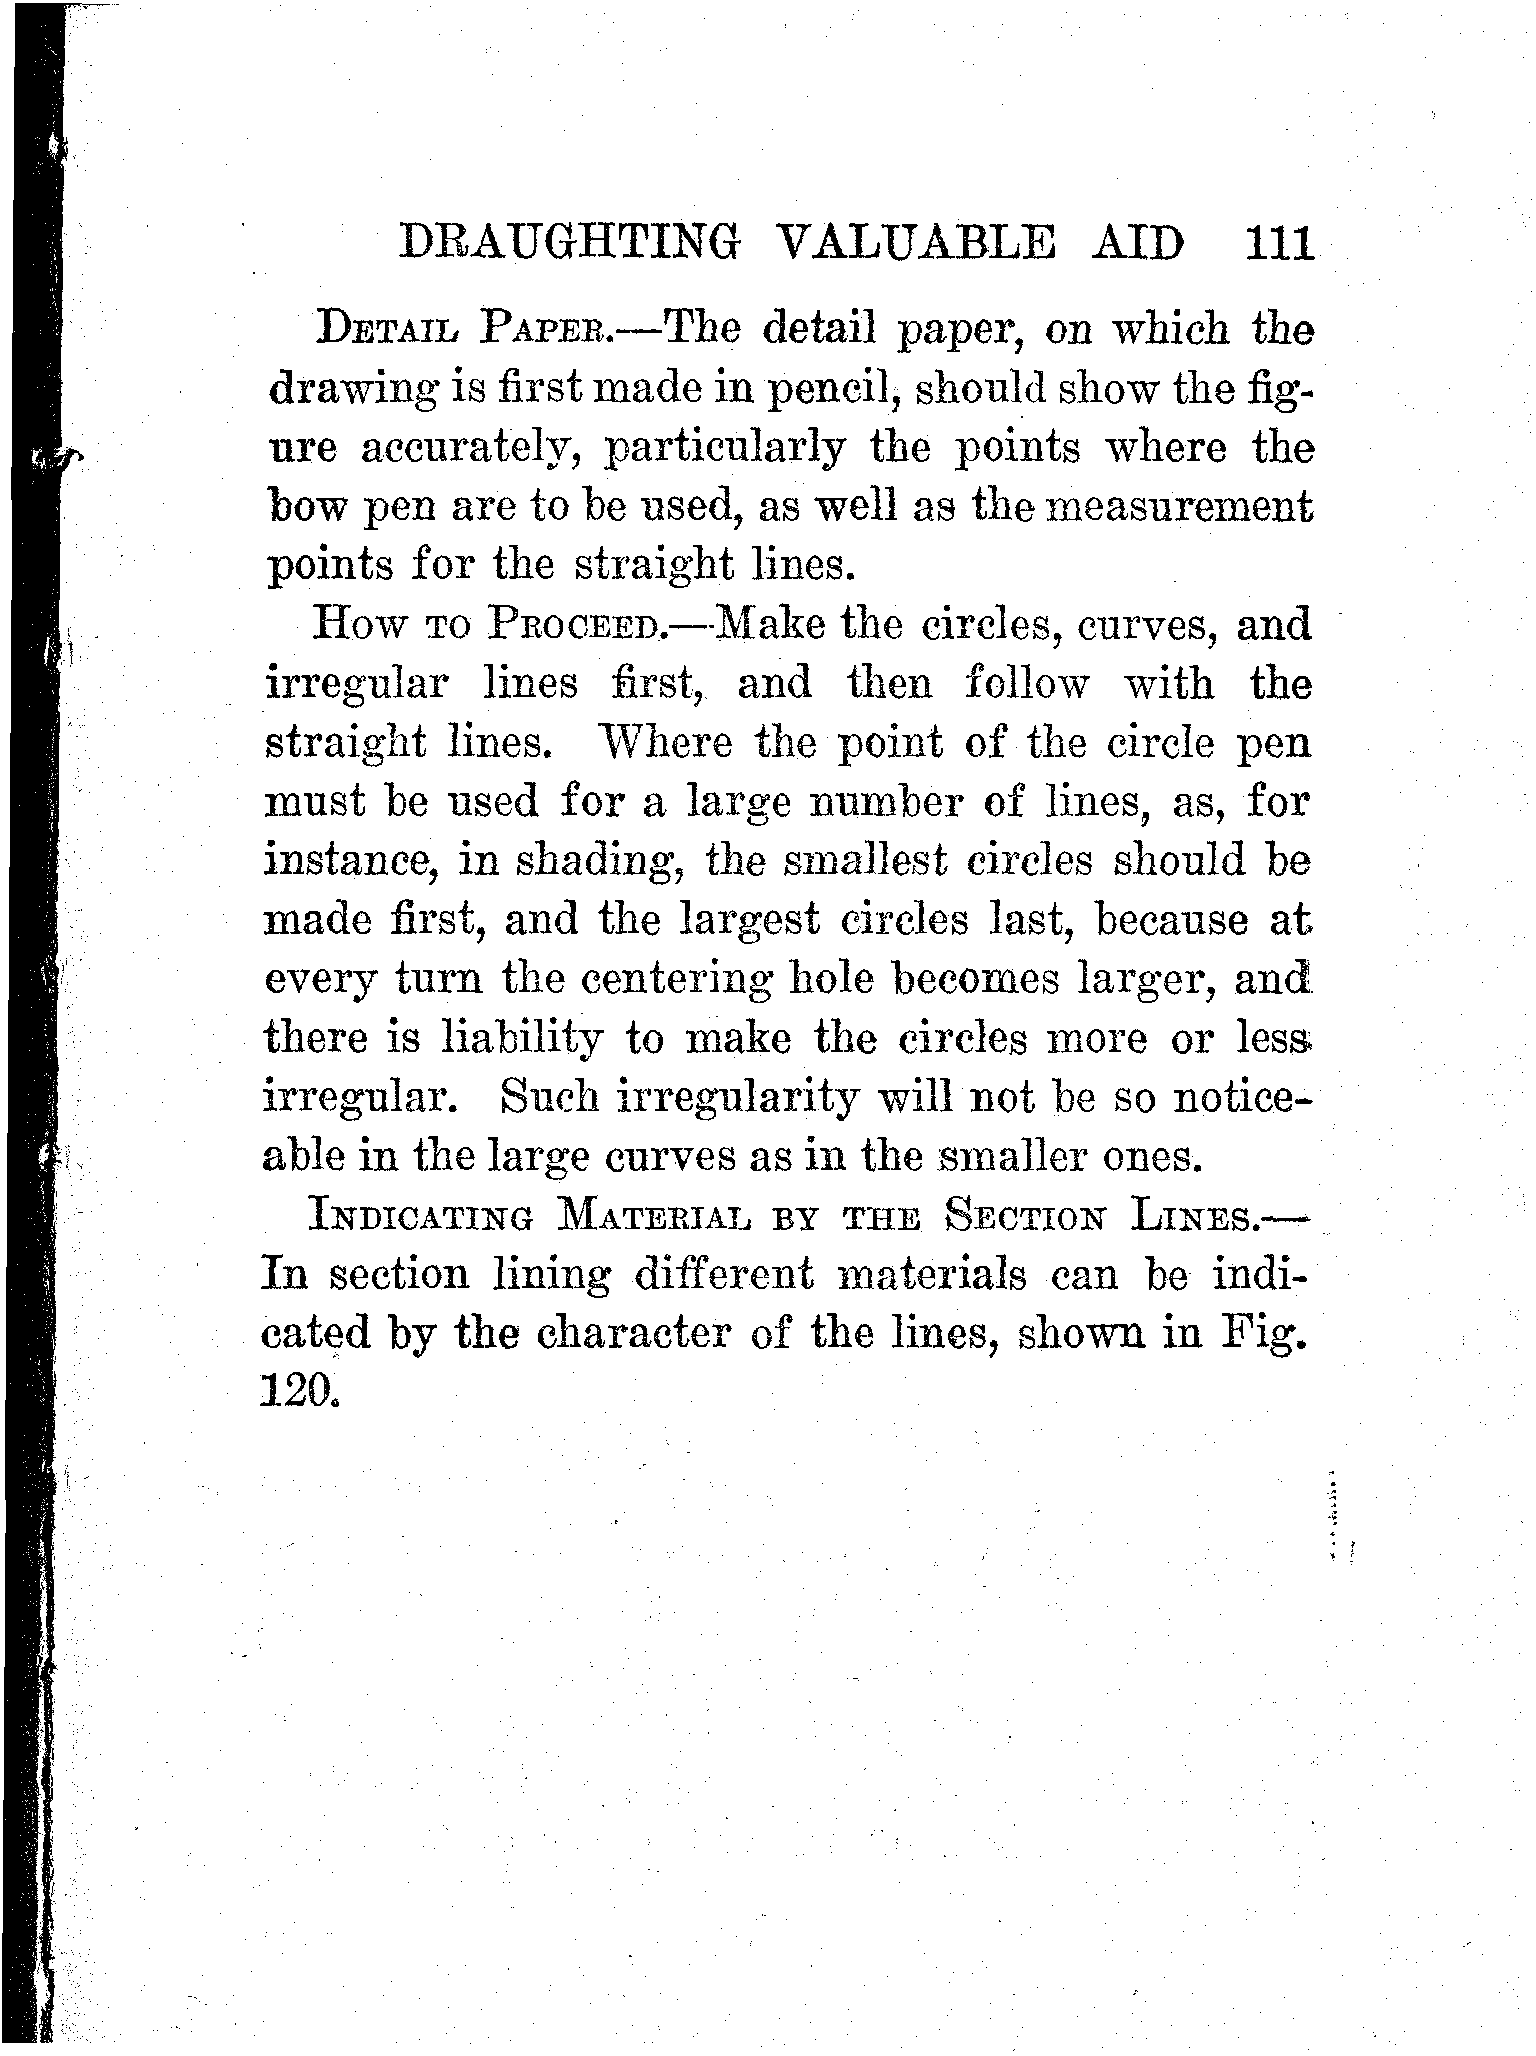 DRAUGHTING VALUABLE AID 111
Detail Paper.—The detail paper, on which the
drawing is first made in pencil, should show the fig-
ure accurately, particularly the points where the
bow pen are to be used, as well as the measurement
points for the straight lines.
How to Proceed.—Make the circles, curves, and
irregular lines first, and then follow with the
straight lines. Where the point of the circle pen
must be used for a large number of lines, as, for
instance, in shading, the smallest circles should be
made first, and the largest circles last, because at
every turn the centering hole becomes larger, and
there is liability to make the circles more or less
irregular. Such irregularity will not be so notice-
able in the large curves as in the smaller ones.
Indicating Material by the Section Lines.—
In section lining different materials can be indi-
cated by the character of the lines, shown in Fig.
120.